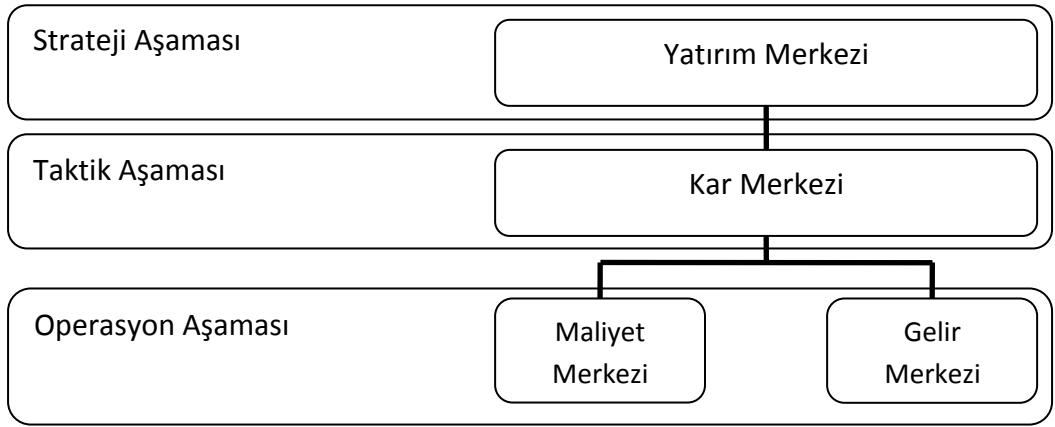 Strateji Aşaması
Yatırım Merkezi
Taktik Aşaması
Kar Merkezi
Operasyon Aşaması
Maliyet
Merkezi
Gelir
Merkezi